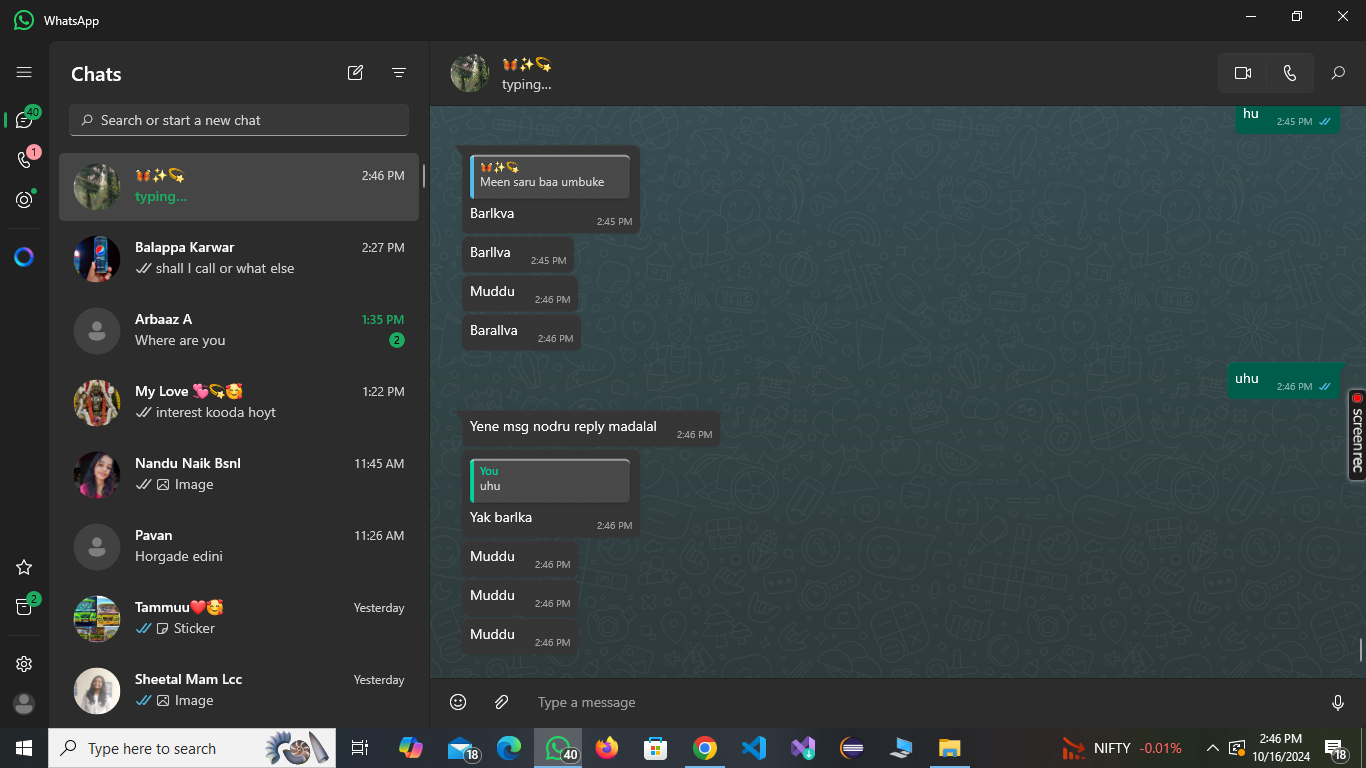 WhatsApp
Chats
Search or start a new chat
40
1
🦋✨💫 2:46 PM
typing...
Balappa Karwar 2:27 PM
shall I call or what else
Arbaaz A 1:35 PM
Where are you 2
My Love 💘💫🥰 1:22 PM
interest kooda hoyt
Nandu Naik Bsnl 11:45 AM
Image
Pavan 11:26 AM
Horgade edini
Tammuu❤️🥰 Yesterday
Sticker
Sheetal Mam Lcc Yesterday
Image
2
🦋✨💫
typing...
hu 2:45 PM
🦋✨💫
Meen saru baa umbuke
Barlkva 2:45 PM
Barllva 2:45 PM
Muddu 2:46 PM
Barallva 2:46 PM
uhu 2:46 PM
Yene msg nodru reply madalal 2:46 PM
You
uhu
Yak barlka 2:46 PM
Muddu 2:46 PM
Muddu 2:46 PM
Muddu 2:46 PM
Type a message
screenrec
Type here to search
18
40
NIFTY -0.01%
2:46 PM
10/16/2024
18